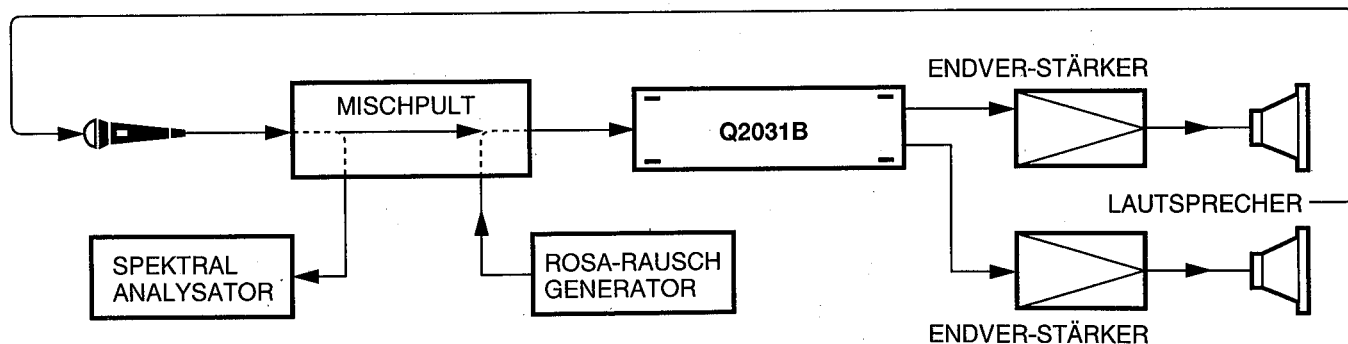 ENDVER-STÄRKER
MISCHPULT
Q2031B
LAUTSPRECHER
SPEKTRAL
ANALYSATOR
ROSA-RAUSCH
GENERATOR
ENDVER-STÄRKER